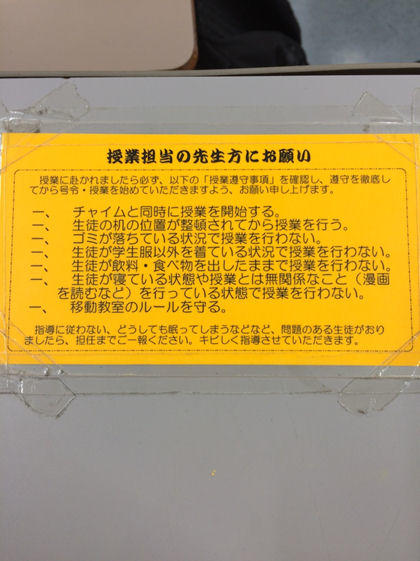 授業担当の先生方にお願い
授業に赴かれましたら必ず、以下の「授業遵守事項」を確認し、遵守を徹底し
てから号令・授業を始めていただきますよう、お願い申し上げます。
一、 チャイムと同時に授業を開始する。
一、 生徒の机の位置が整頓されてから授業を行う。
一、 ゴミが落ちている状況で授業を行わない。
一、 生徒が学生服以外を着ている状況で授業を行わない。
一、 生徒が飲料・食べ物を出したままで授業を行わない。
一、 生徒が寝ている状態や授業とは無関係なこと（漫画
を読むなど）を行っている状態で授業を行わない。
一、 移動教室のルールを守る。
指導に従わない、どうしても眠ってしまうなどなど、問題のある生徒がおり
ましたら、担任までご一報ください。キビしく指導させていただきます。